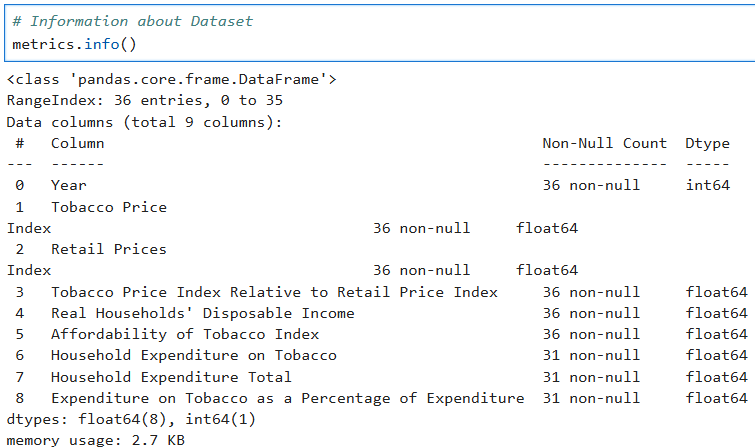 # Information about Dataset
metrics.info()
<class 'pandas.core.frame.DataFrame'>
RangeIndex: 36 entries, 0 to 35
Data columns (total 9 columns):
 #   Column                                                Non-Null Count  Dtype
---  ------                                                --------------  -----
 0   Year                                                  36 non-null     int64
 1   Tobacco Price
Index                                    36 non-null     float64
 2   Retail Prices
Index                                    36 non-null     float64
 3   Tobacco Price Index Relative to Retail Price Index     36 non-null     float64
 4   Real Households' Disposable Income                    36 non-null     float64
 5   Affordability of Tobacco Index                        36 non-null     float64
 6   Household Expenditure on Tobacco                      31 non-null     float64
 7   Household Expenditure Total                           31 non-null     float64
 8   Expenditure on Tobacco as a Percentage of Expenditure  31 non-null     float64
dtypes: float64(8), int64(1)
memory usage: 2.7 KB